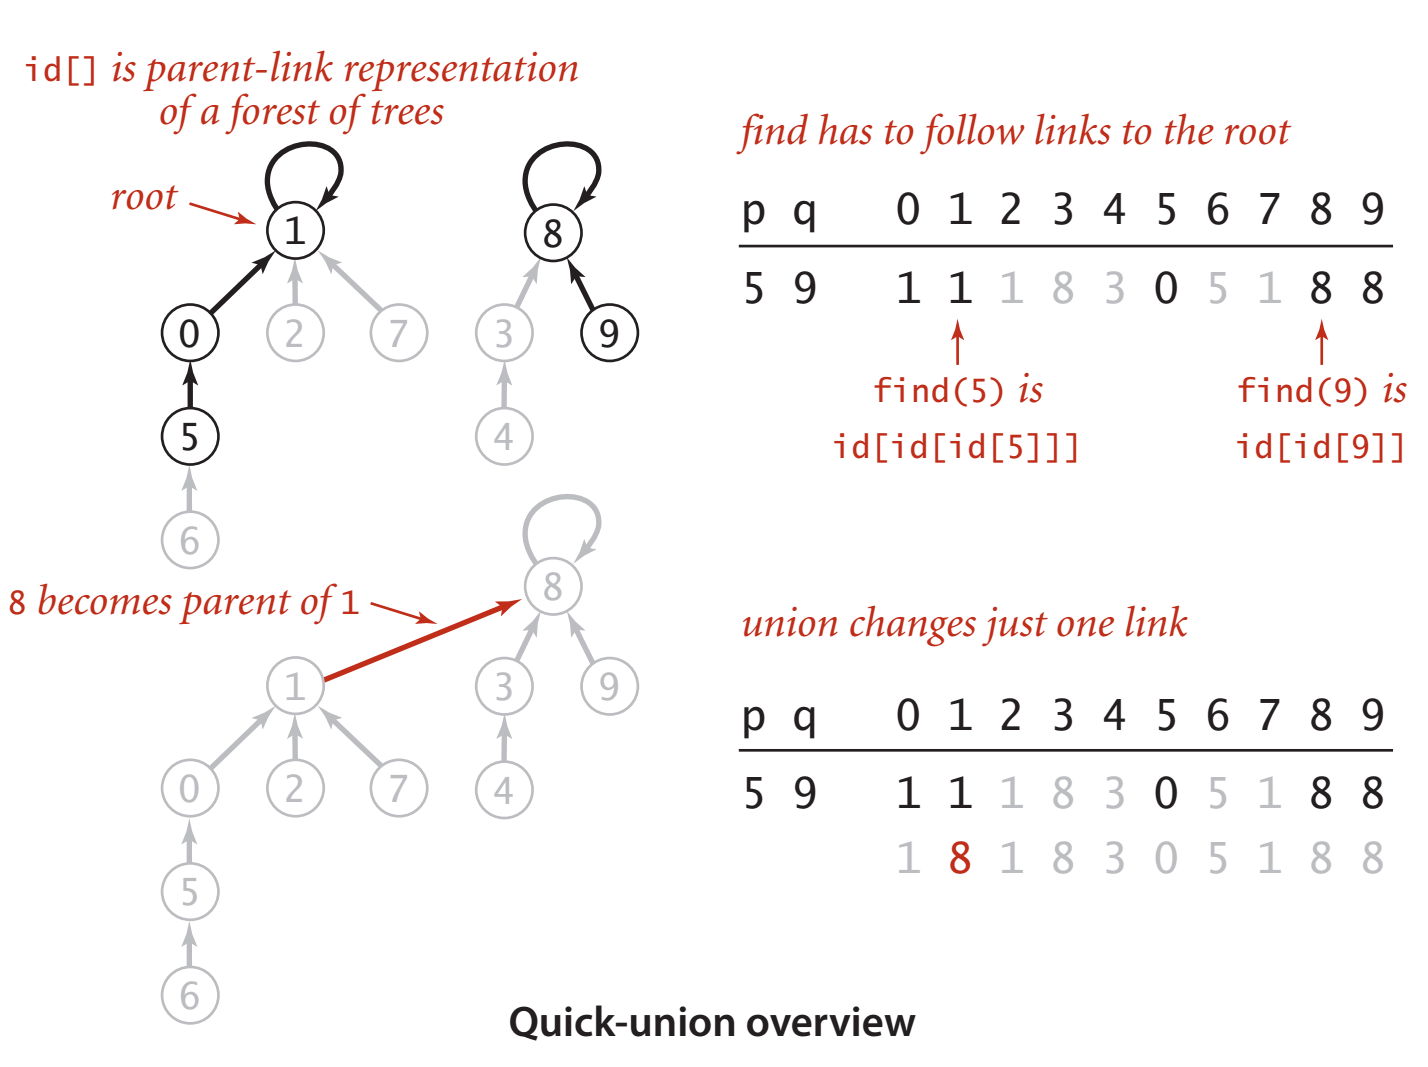 id[] is parent-link representation
of a forest of trees
root
1
8
0
2
7
3
9
5
4
6
find has to follow links to the root
p q 0 1 2 3 4 5 6 7 8 9
5 9 1 1 1 8 3 0 5 1 8 8
find(5) is
id[id[id[5]]]
find(9) is
id[id[9]]
8 becomes parent of 1
8
1
3
9
0
2
7
4
5
6
union changes just one link
p q 0 1 2 3 4 5 6 7 8 9
5 9 1 1 1 8 3 0 5 1 8 8
1 8 1 8 3 0 5 1 8 8
Quick-union overview